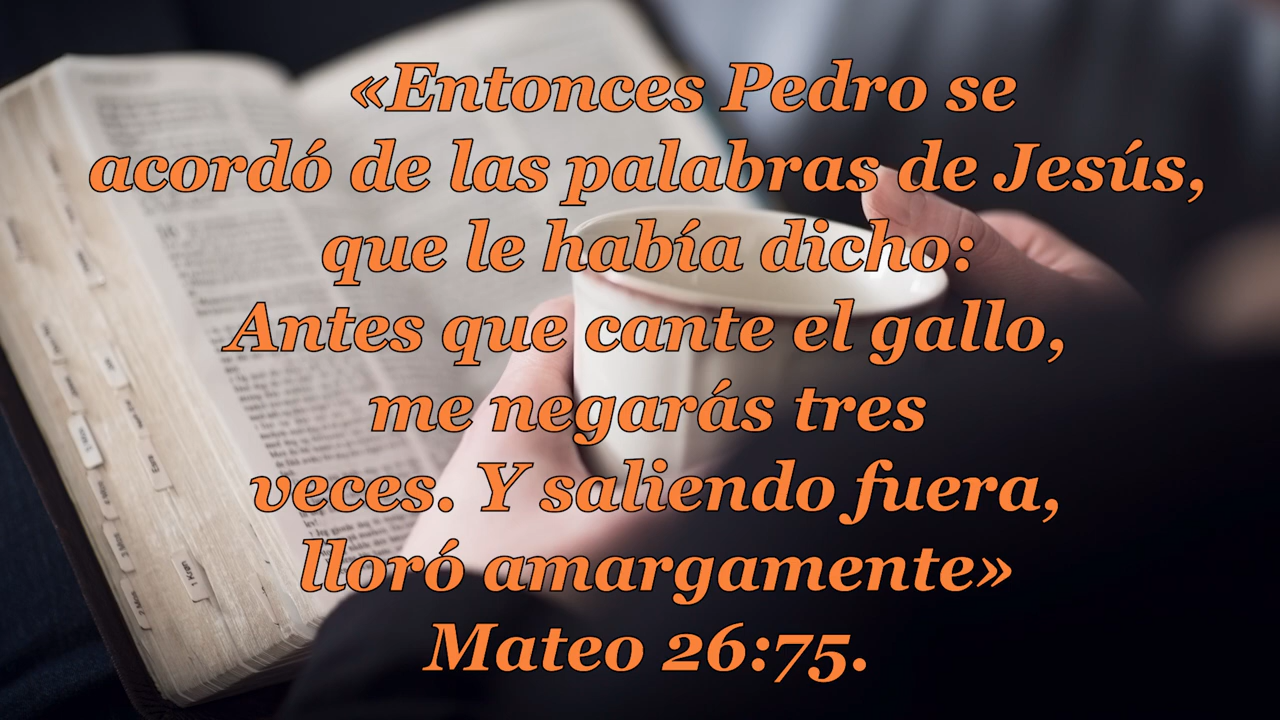 «Entonces Pedro se
acordó de las palabras de Jesús,
que le había dicho:
Antes que cante el gallo,
me negarás tres
veces. Y saliendo fuera,
lloró amargamente»
Mateo 26:75.